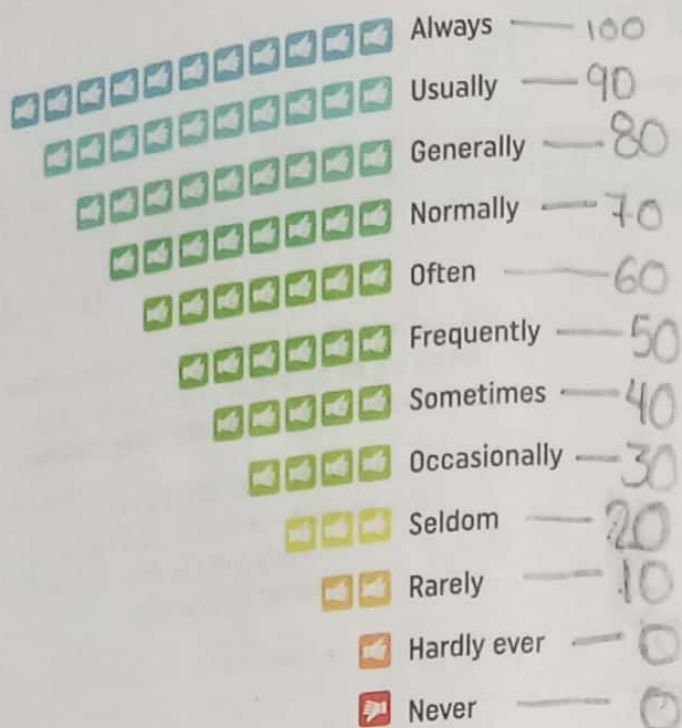 Always — 100
Usually — 90
Generally — 80
Normally — 70
Often — 60
Frequently — 50
Sometimes — 40
Occasionally — 30
Seldom — 20
Rarely — 10
Hardly ever — 0
Never — 0